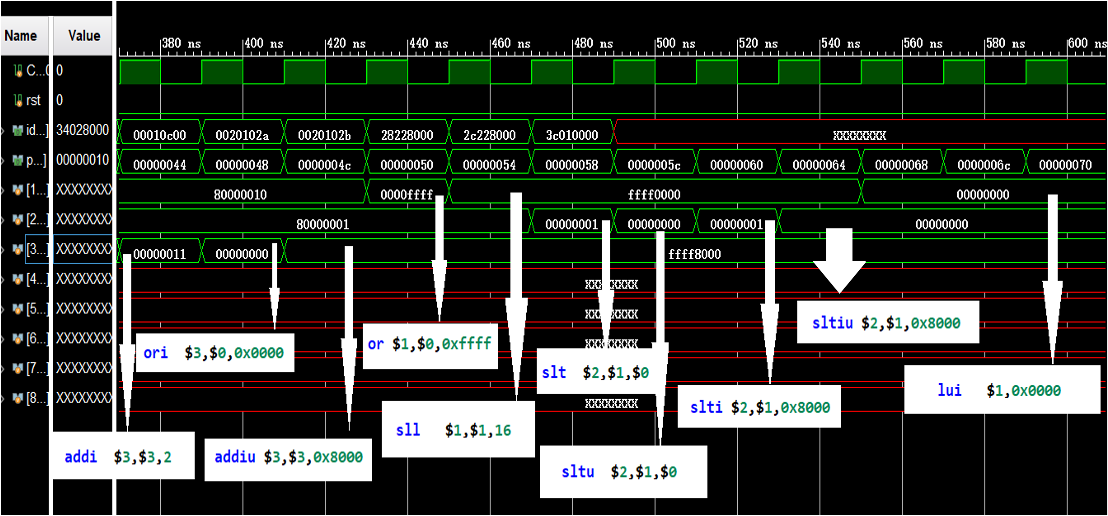 Name Value
380 ns 400 ns 420 ns 440 ns 460 ns 480 ns 500 ns 520 ns 540 ns 560 ns 580 ns 600 ns
C...0 0
rst 0
id...] 34028000 00010c00 0020102a 0020102b 28228000 2c228000 3c010000 XXXXXXXX
p...] 00000010 00000044 00000048 0000004c 00000050 00000054 00000058 0000005c 00000060 00000064 00000068 0000006c 00000070
[1...] XXXXXXXX 80000010 0000ffff ffff0000 00000000
[2...] XXXXXXXX 80000001 00000001 00000000 00000001 00000000
[3...] XXXXXXXX 00000011 00000000 ffff8000
[4...] XXXXXXXX XXXXXXXX
[5...] XXXXXXXX XXXXXXXX
[6...] XXXXXXXX XXXXXXXX
[7...] XXXXXXXX
[8...] XXXXXXXX XXXXXXXX
sltiu $2,$1,0x8000
or $1,$0,0xffff
ori $3,$0,0x0000
slt $2,$1,$0
lui $1,0x0000
slti $2,$1,0x8000
sll $1,$1,16
addi $3,$3,2
addiu $3,$3,0x8000
sltu $2,$1,$0